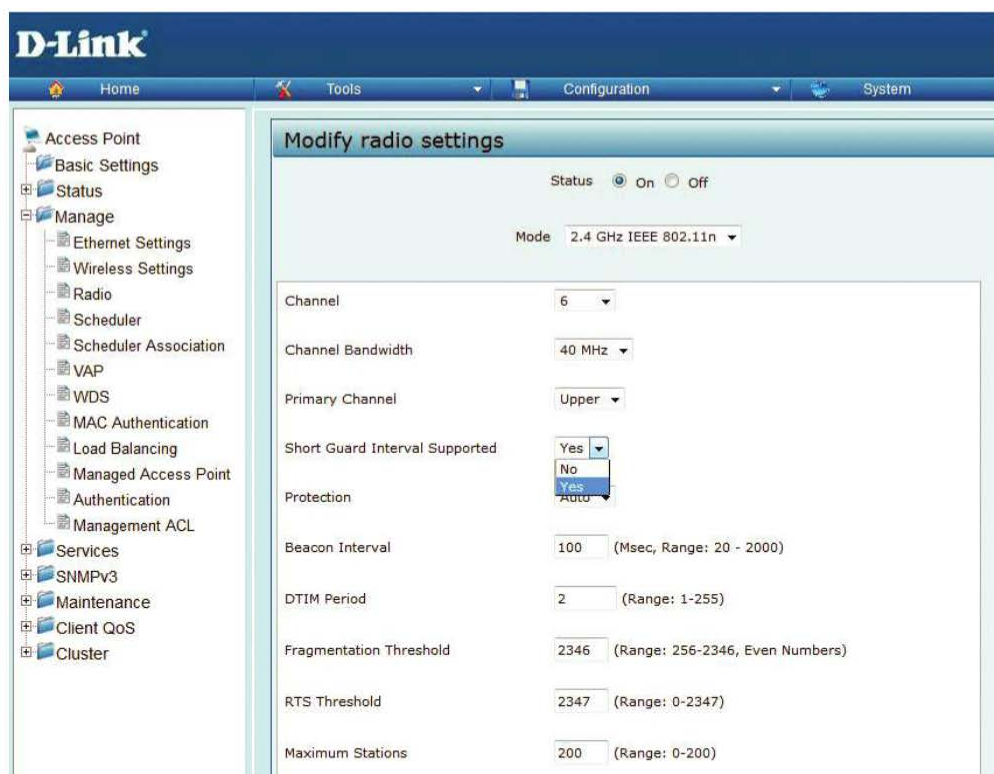 D-Link
Home Tools Configuration System
Access Point
Basic Settings
Status
Manage
Ethernet Settings
Wireless Settings
Radio
Scheduler
Scheduler Association
VAP
WDS
MAC Authentication
Load Balancing
Managed Access Point
Authentication
Management ACL
Services
SNMPv3
Maintenance
Client QoS
Cluster
Modify radio settings
Status On Off
Mode 2.4 GHz IEEE 802.11n
Channel 6
Channel Bandwidth 40 MHz
Primary Channel Upper
Short Guard Interval Supported Yes
No
Yes
Protection Auto
Beacon Interval 100 (Msec, Range: 20 - 2000)
DTIM Period 2 (Range: 1-255)
Fragmentation Threshold 2346 (Range: 256-2346, Even Numbers)
RTS Threshold 2347 (Range: 0-2347)
Maximum Stations 200 (Range: 0-200)